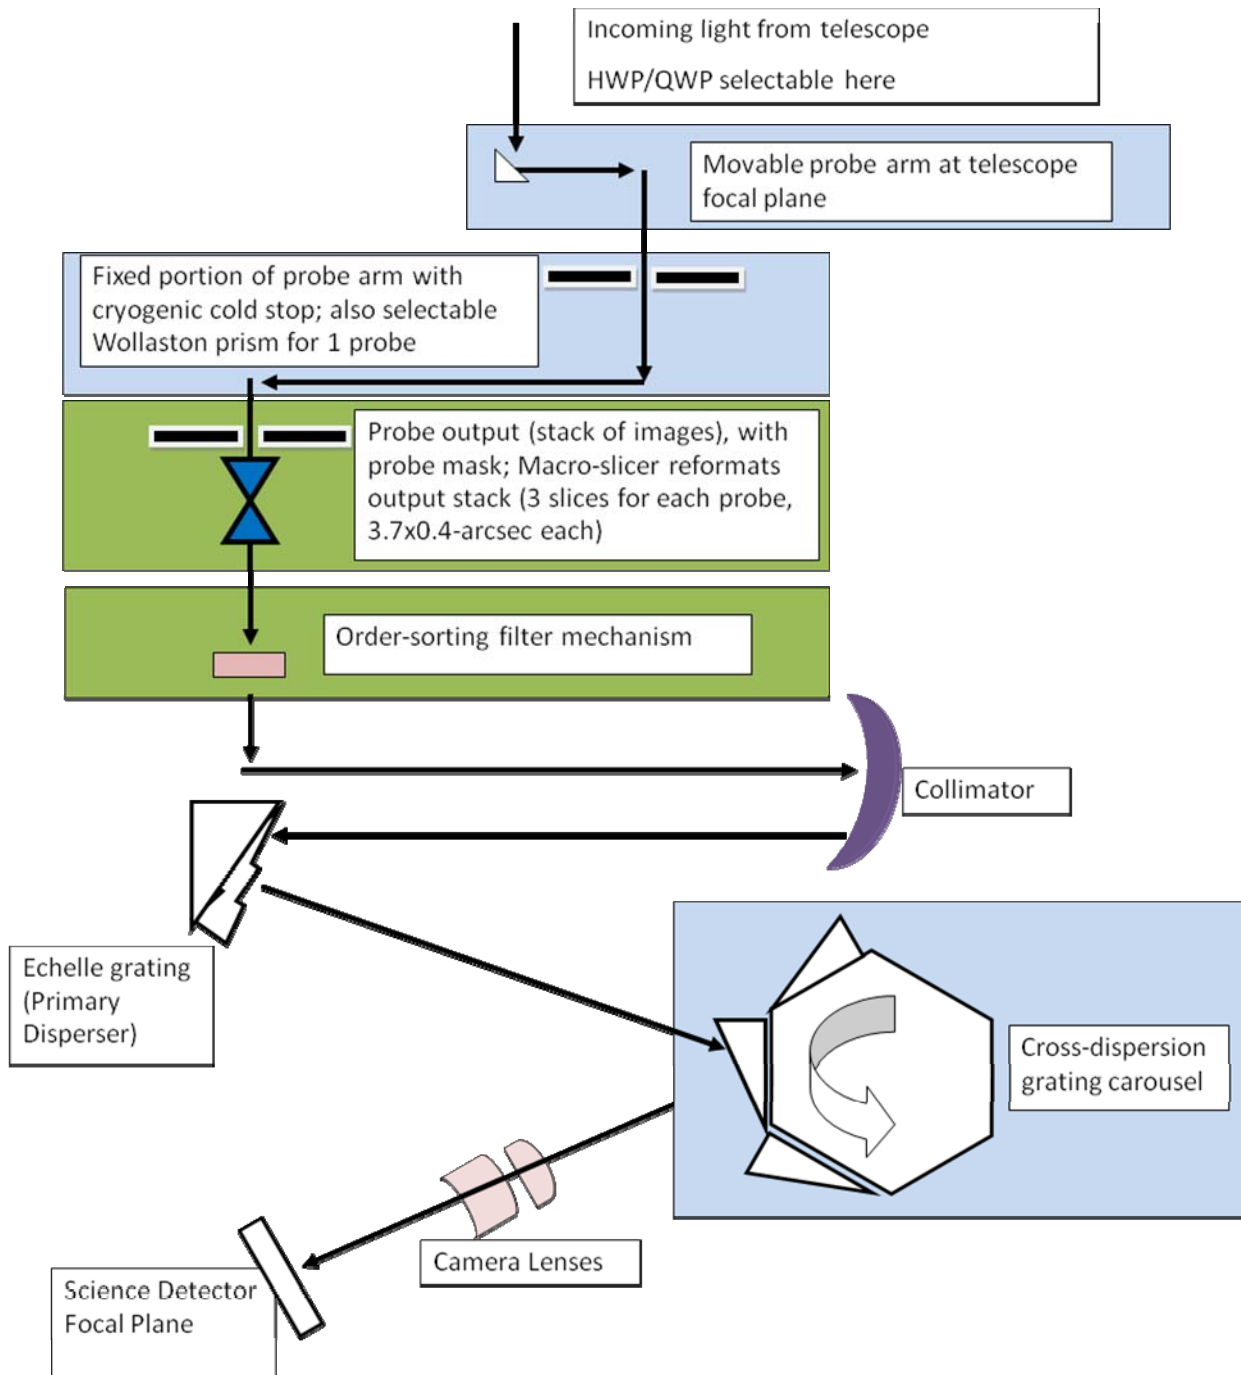 Incoming light from telescope
HWP/QWP selectable here
Movable probe arm at telescope
focal plane
Fixed portion of probe arm with
cryogenic cold stop; also selectable
Wollaston prism for 1 probe
Probe output (stack of images), with
probe mask; Macro-slicer reformats
output stack (3 slices for each probe,
3.7x0.4-arcsec each)
Order-sorting filter mechanism
Collimator
Echelle grating
(Primary
Disperser)
Cross-dispersion
grating carousel
Camera Lenses
Science Detector
Focal Plane